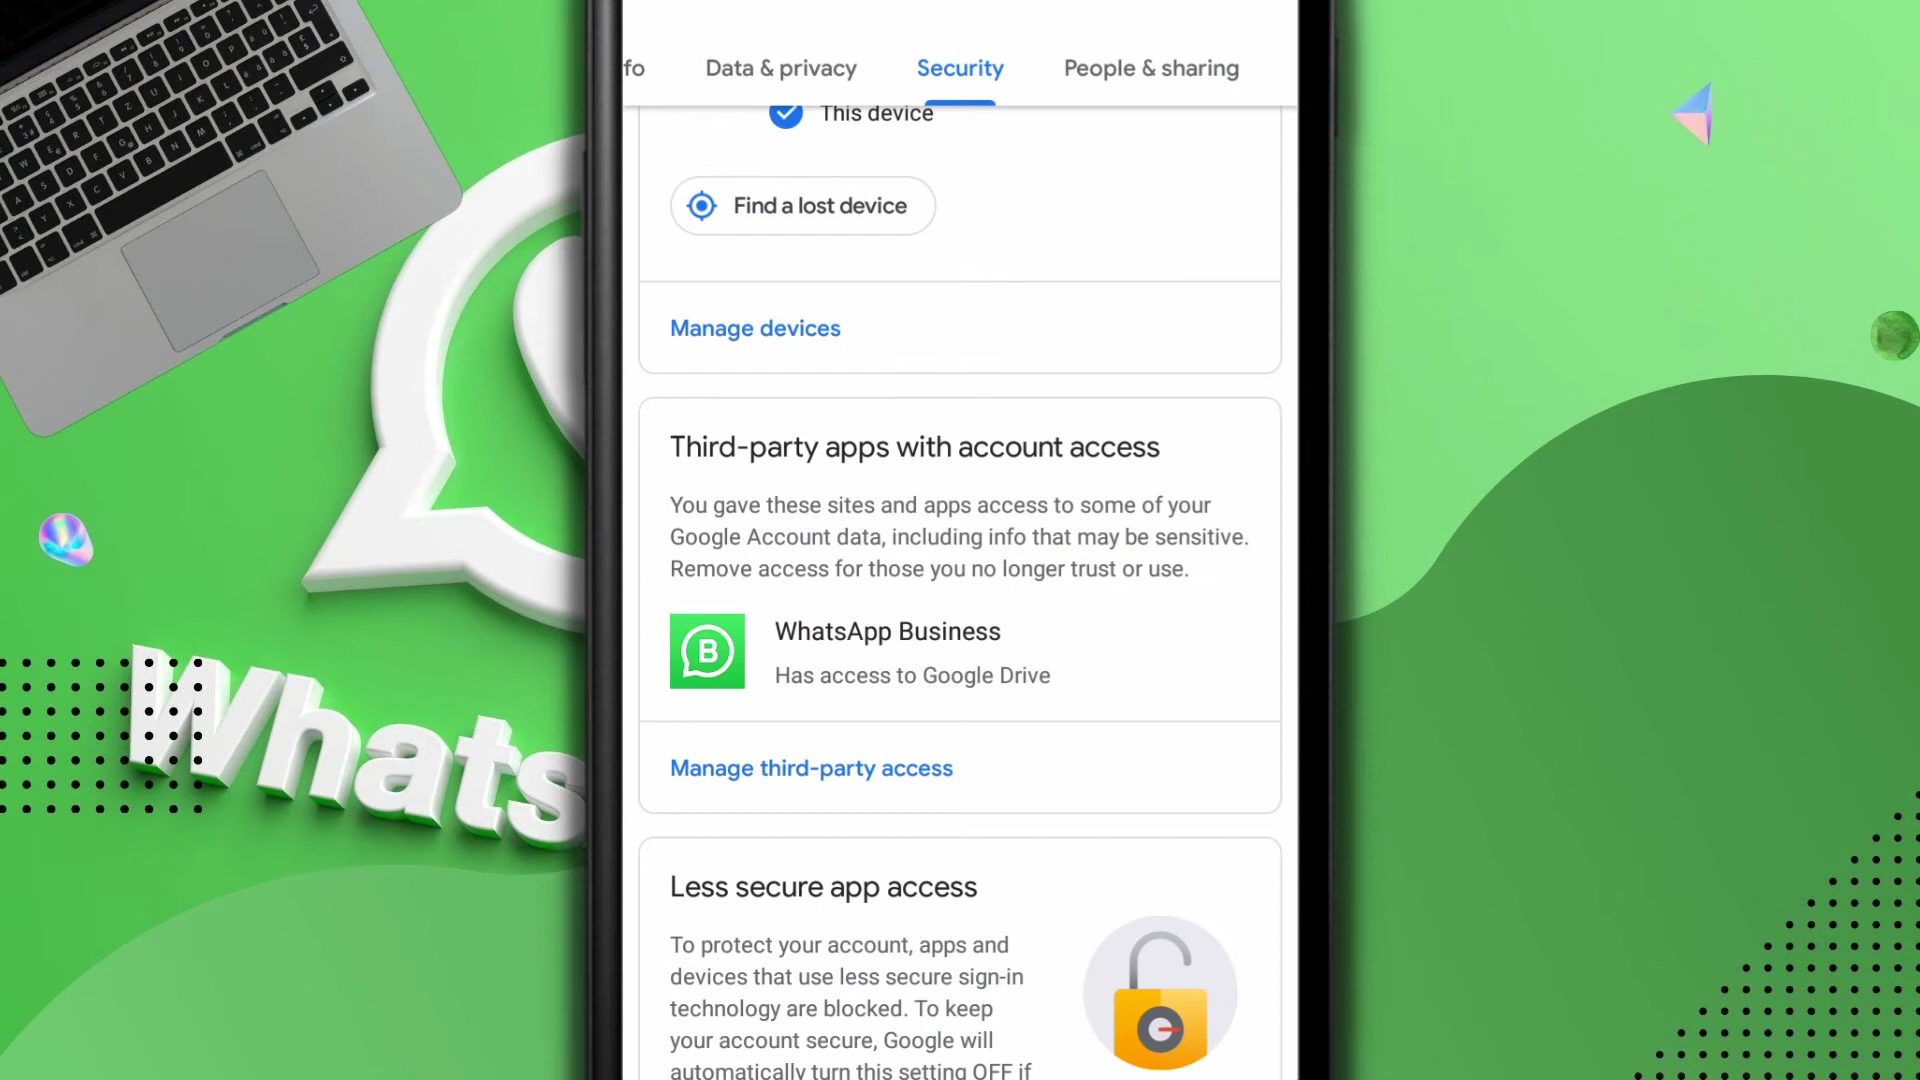 fo Data & privacy Security People & sharing
This device
Find a lost device
Manage devices
Third-party apps with account access
You gave these sites and apps access to some of your
Google Account data, including info that may be sensitive.
Remove access for those you no longer trust or use.
B
WhatsApp Business
Has access to Google Drive
Manage third-party access
Whats
Less secure app access
To protect your account, apps and
devices that use less secure sign-in
technology are blocked. To keep
your account secure, Google will
automatically turn this setting OFF if